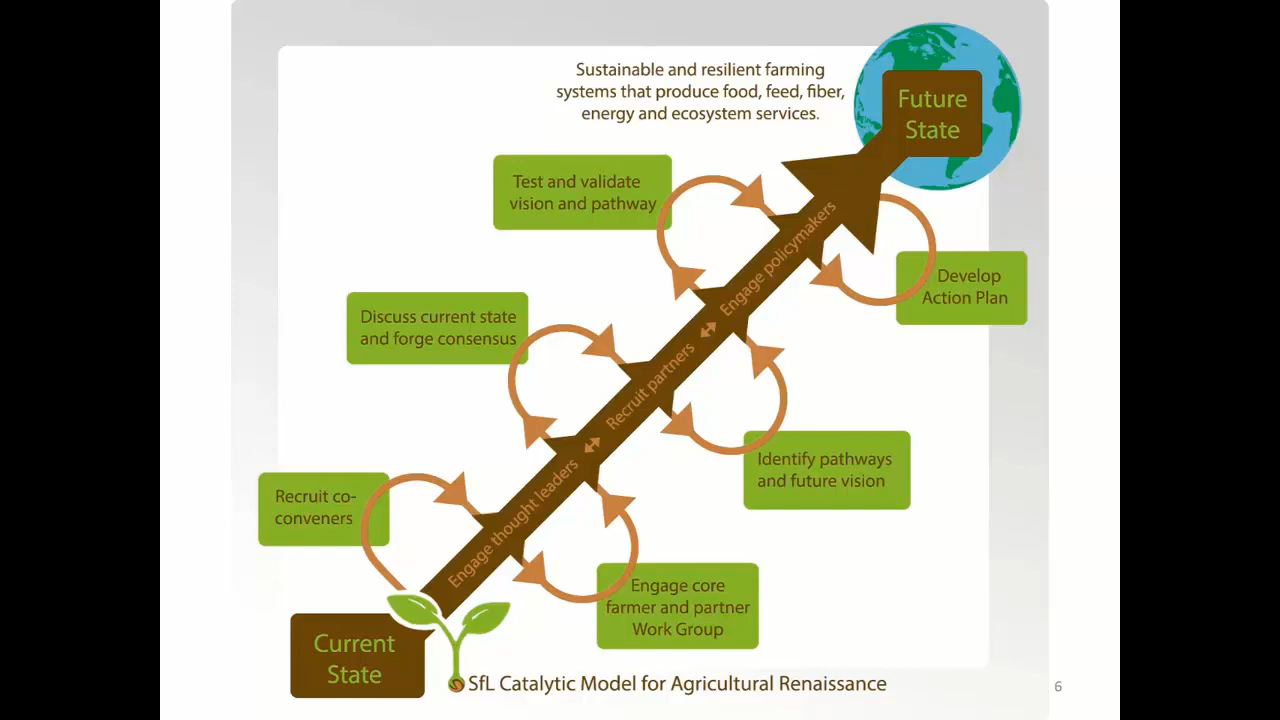 Sustainable and resilient farming
systems that produce food, feed, fiber,
energy and ecosystem services.
Future
State
Test and validate
vision and pathway
Engage policymakers
Develop
Action Plan
Discuss current state
and forge consensus
Recruit partners
Identify pathways
and future vision
Recruit co-
conveners
Engage thought leaders
Engage core
farmer and partner
Work Group
Current
State
SfL Catalytic Model for Agricultural Renaissance
6